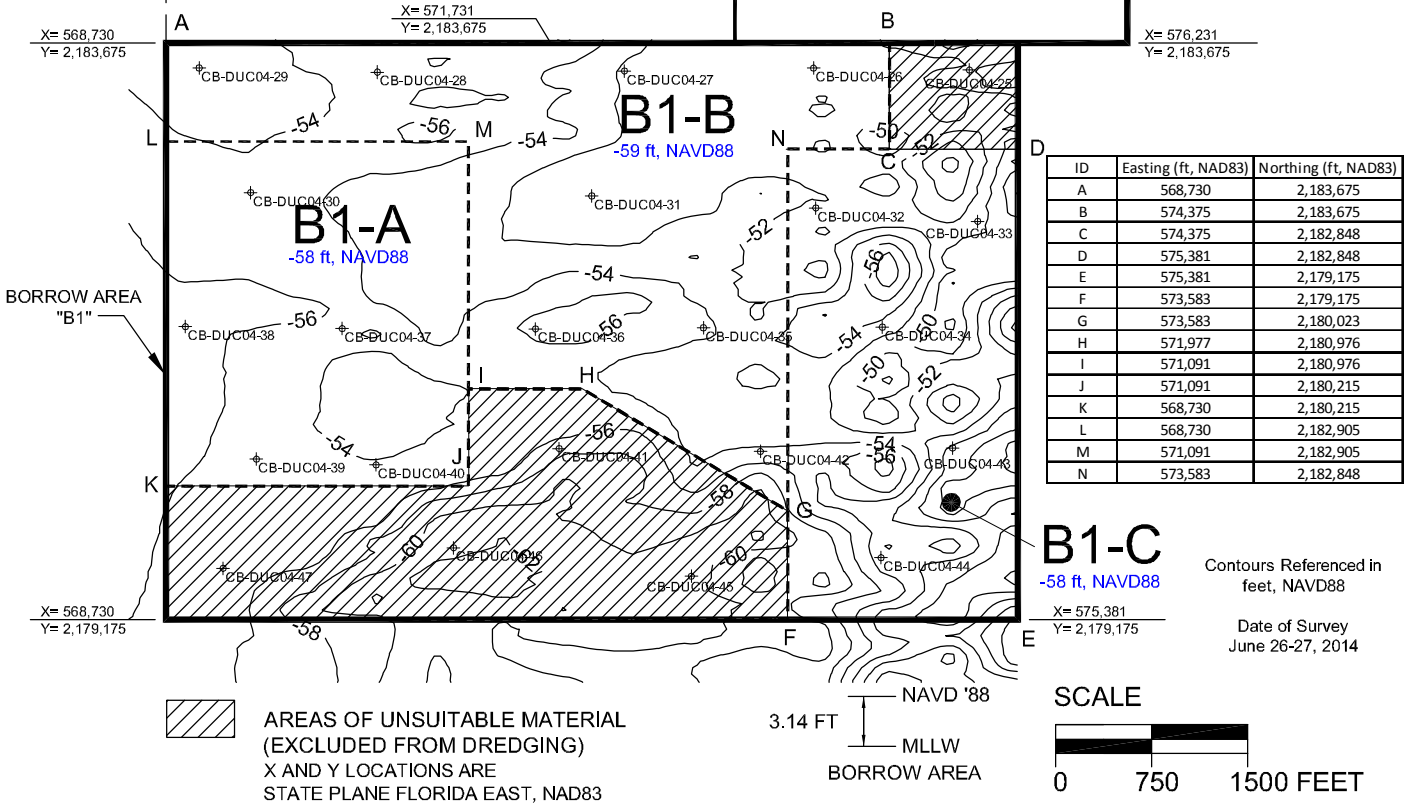 X= 571,731
Y= 2,183,675
A
B
X= 568,730
Y= 2,183,675
X= 576,231
Y= 2,183,675
CB-DUC04-29
CB-DUC04-28
CB-DUC04-27
CB-DUC04-26
CB-DUC04-25
B1-B
-59 ft, NAVD88
-54
-56
-54
-50
-52
L
M
N
C
D
CB-DUC04-30
CB-DUC04-31
CB-DUC04-32
CB-DUC04-33
B1-A
-58 ft, NAVD88
-52
-56
-54
BORROW AREA
"B1"
-56
-56
-54
-50
CB-DUC04-38
CB-DUC04-37
CB-DUC04-36
CB-DUC04-35
CB-DUC04-34
I
H
-50
-52
-54
-56
-54
-56
J
CB-DUC04-39
CB-DUC04-40
CB-DUC04-41
CB-DUC04-42
CB-DUC04-43
K
-58
G
-60
-62
-60
CB-DUC04-47
CB-DUC04-46
CB-DUC04-45
CB-DUC04-44
B1-C
-58 ft, NAVD88
X= 568,730
Y= 2,179,175
-58
F
E
X= 575,381
Y= 2,179,175
ID Easting (ft, NAD83) Northing (ft, NAD83)
A 568,730 2,183,675
B 574,375 2,183,675
C 574,375 2,182,848
D 575,381 2,182,848
E 575,381 2,179,175
F 573,583 2,179,175
G 573,583 2,180,023
H 571,977 2,180,976
I 571,091 2,180,976
J 571,091 2,180,215
K 568,730 2,180,215
L 568,730 2,182,905
M 571,091 2,182,905
N 573,583 2,182,848
Contours Referenced in
feet, NAVD88
Date of Survey
June 26-27, 2014
AREAS OF UNSUITABLE MATERIAL
(EXCLUDED FROM DREDGING)
X AND Y LOCATIONS ARE
STATE PLANE FLORIDA EAST, NAD83
NAVD '88
3.14 FT
MLLW
BORROW AREA
SCALE
0 750 1500 FEET